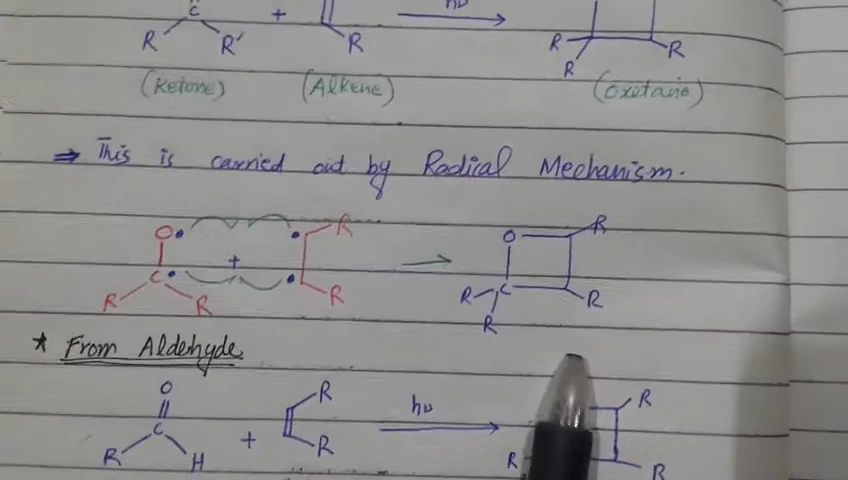 C + hν
R R' R R R R
(Ketone) (Alkene) (Oxetane)
⇒ This is carried out by Radical Mechanism.
O• •R O R
+ →
C• • R R C R
R R R
* From Aldehyde
O R hν R
C + R
R H R R